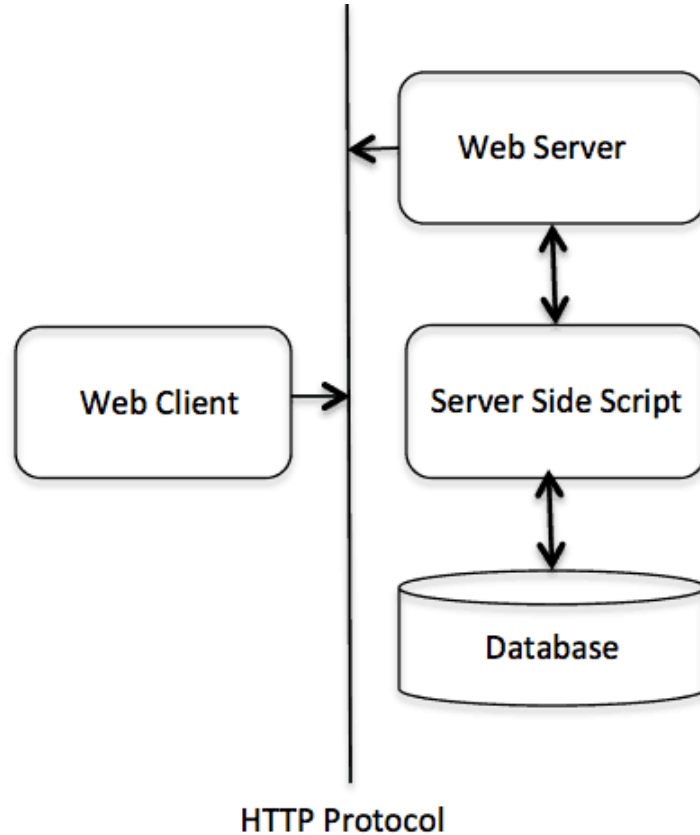 Web Server
Web Client
Server Side Script
Database
HTTP Protocol